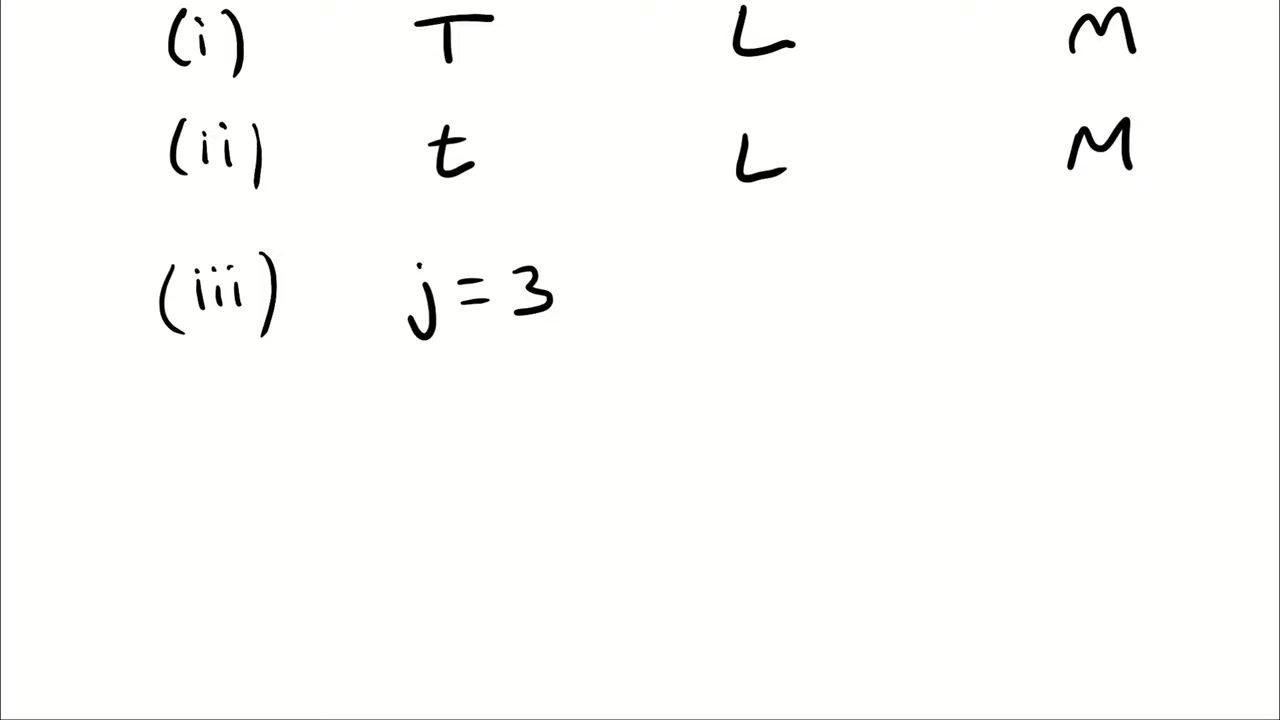 (i) T L M
(ii) t L M
(iii) j = 3